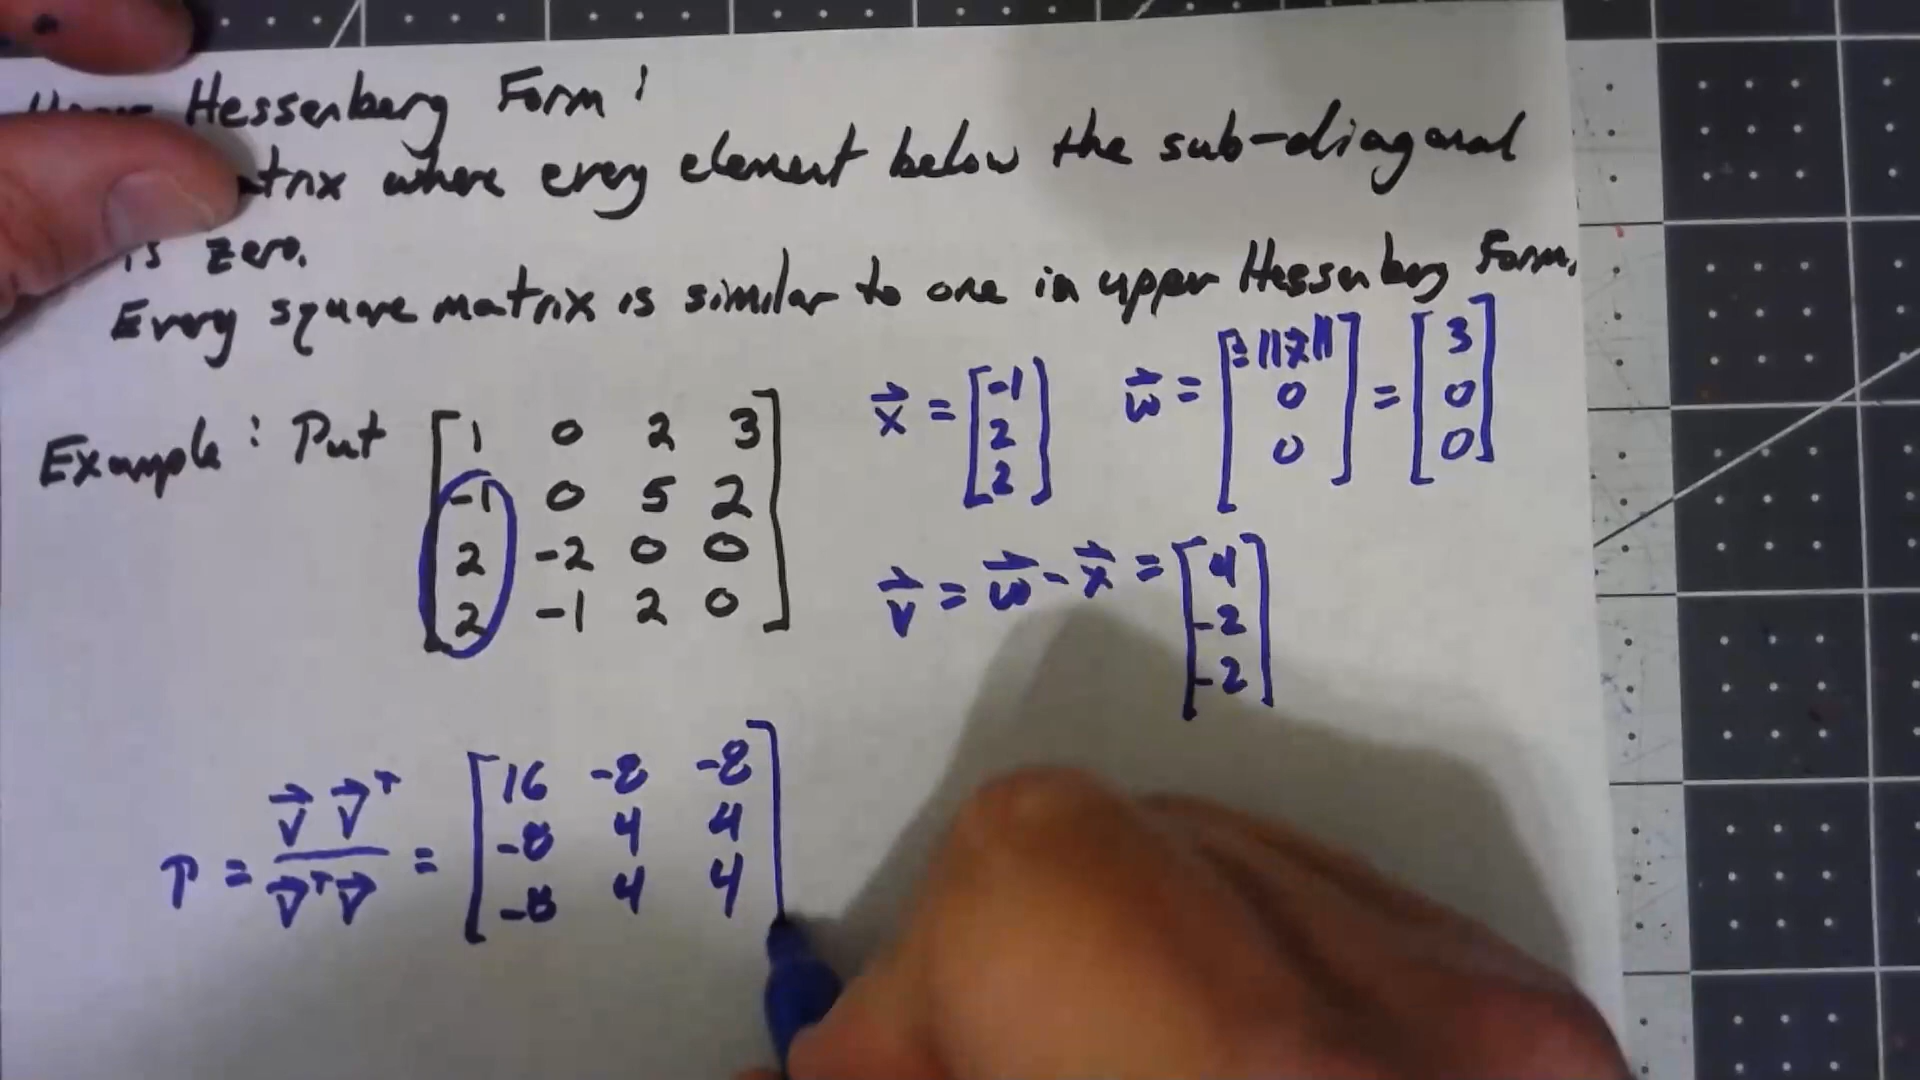 Hessenberg Form:
matrix where every element below the sub-diagonal
is zero.
Every square matrix is similar to one in upper Hessenberg Form.
Example: Put [1 0 2 3
-1 0 5 2
2 -2 0 0
2 -1 2 0]
x = [-1 2 2] w = [±||x|| 0 0] = [3 0 0]
v = w - x = [4 -2 -2]
P = v v^T / v^T v = [16 -8 -8
-8 4 4
-8 4 4]